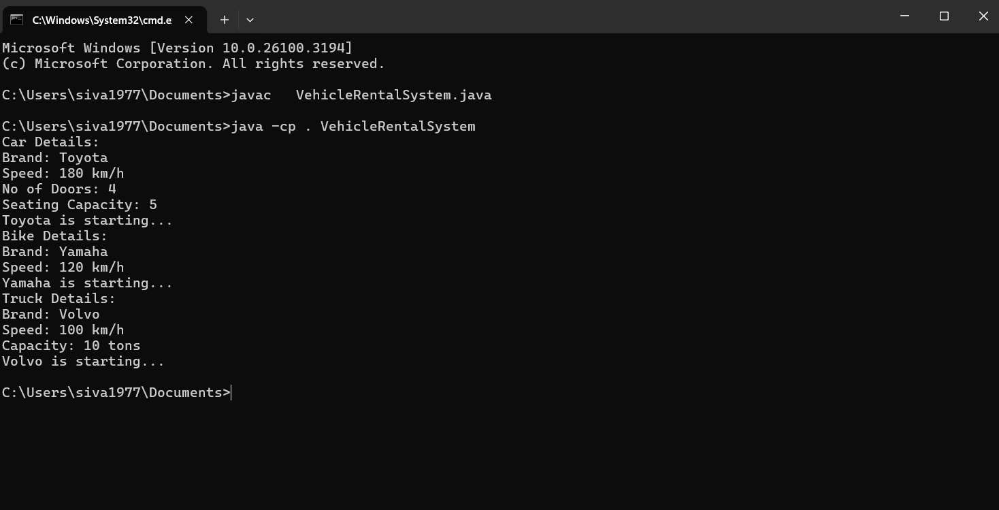 C:\Windows\System32\cmd.e
Microsoft Windows [Version 10.0.26100.3194]
(c) Microsoft Corporation. All rights reserved.
C:\Users\siva1977\Documents>javac   VehicleRentalSystem.java
C:\Users\siva1977\Documents>java -cp . VehicleRentalSystem
Car Details:
Brand: Toyota
Speed: 180 km/h
No of Doors: 4
Seating Capacity: 5
Toyota is starting...
Bike Details:
Brand: Yamaha
Speed: 120 km/h
Yamaha is starting...
Truck Details:
Brand: Volvo
Speed: 100 km/h
Capacity: 10 tons
Volvo is starting...
C:\Users\siva1977\Documents>